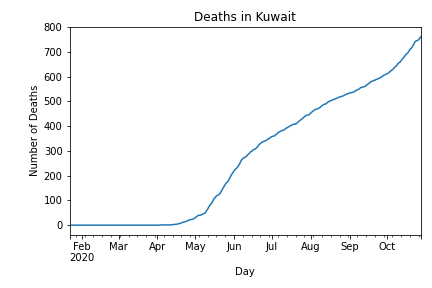 Deaths in Kuwait
800
700
600
500
400
300
200
100
0
Number of Deaths
Feb Mar Apr May Jun Jul Aug Sep Oct
2020
Day